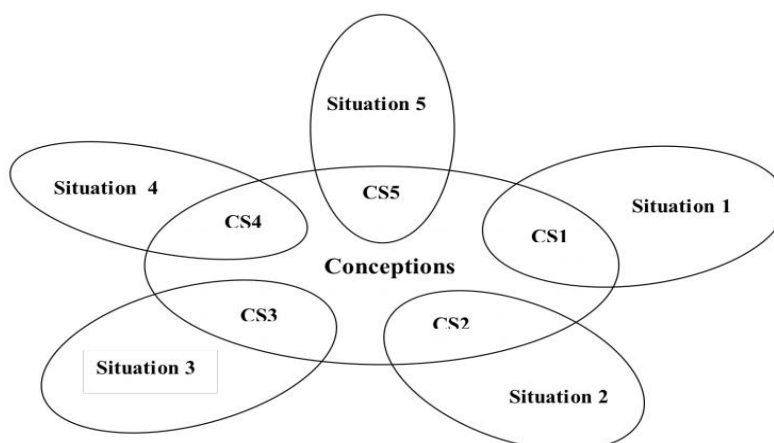 Situation 5
Situation 4
CS5
Situation 1
CS4
CS1
Conceptions
CS3
CS2
Situation 3
Situation 2